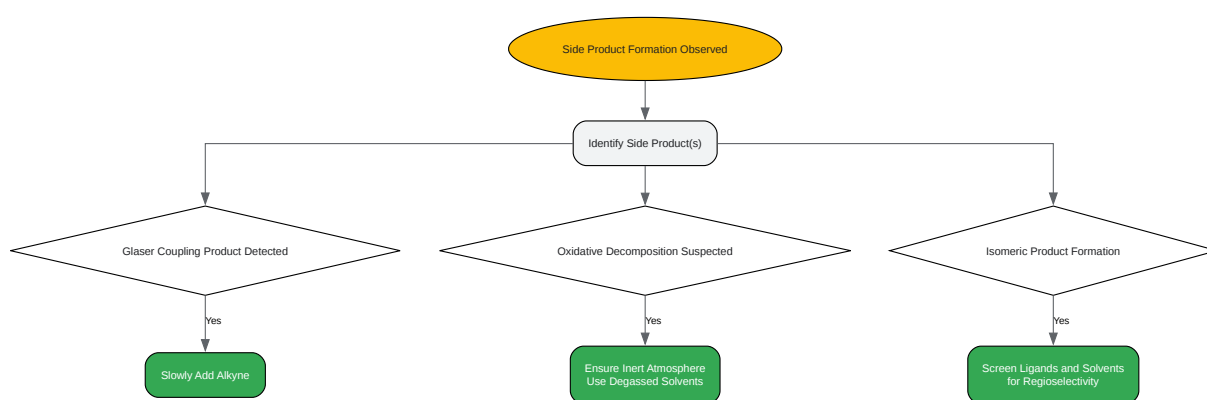 Side Product Formation Observed
Identify Side Product(s)
Glaser Coupling Product Detected
Oxidative Decomposition Suspected
Isomeric Product Formation
Yes
Yes
Yes
Slowly Add Alkyne
Ensure Inert Atmosphere
Use Degassed Solvents
Screen Ligands and Solvents
for Regioselectivity